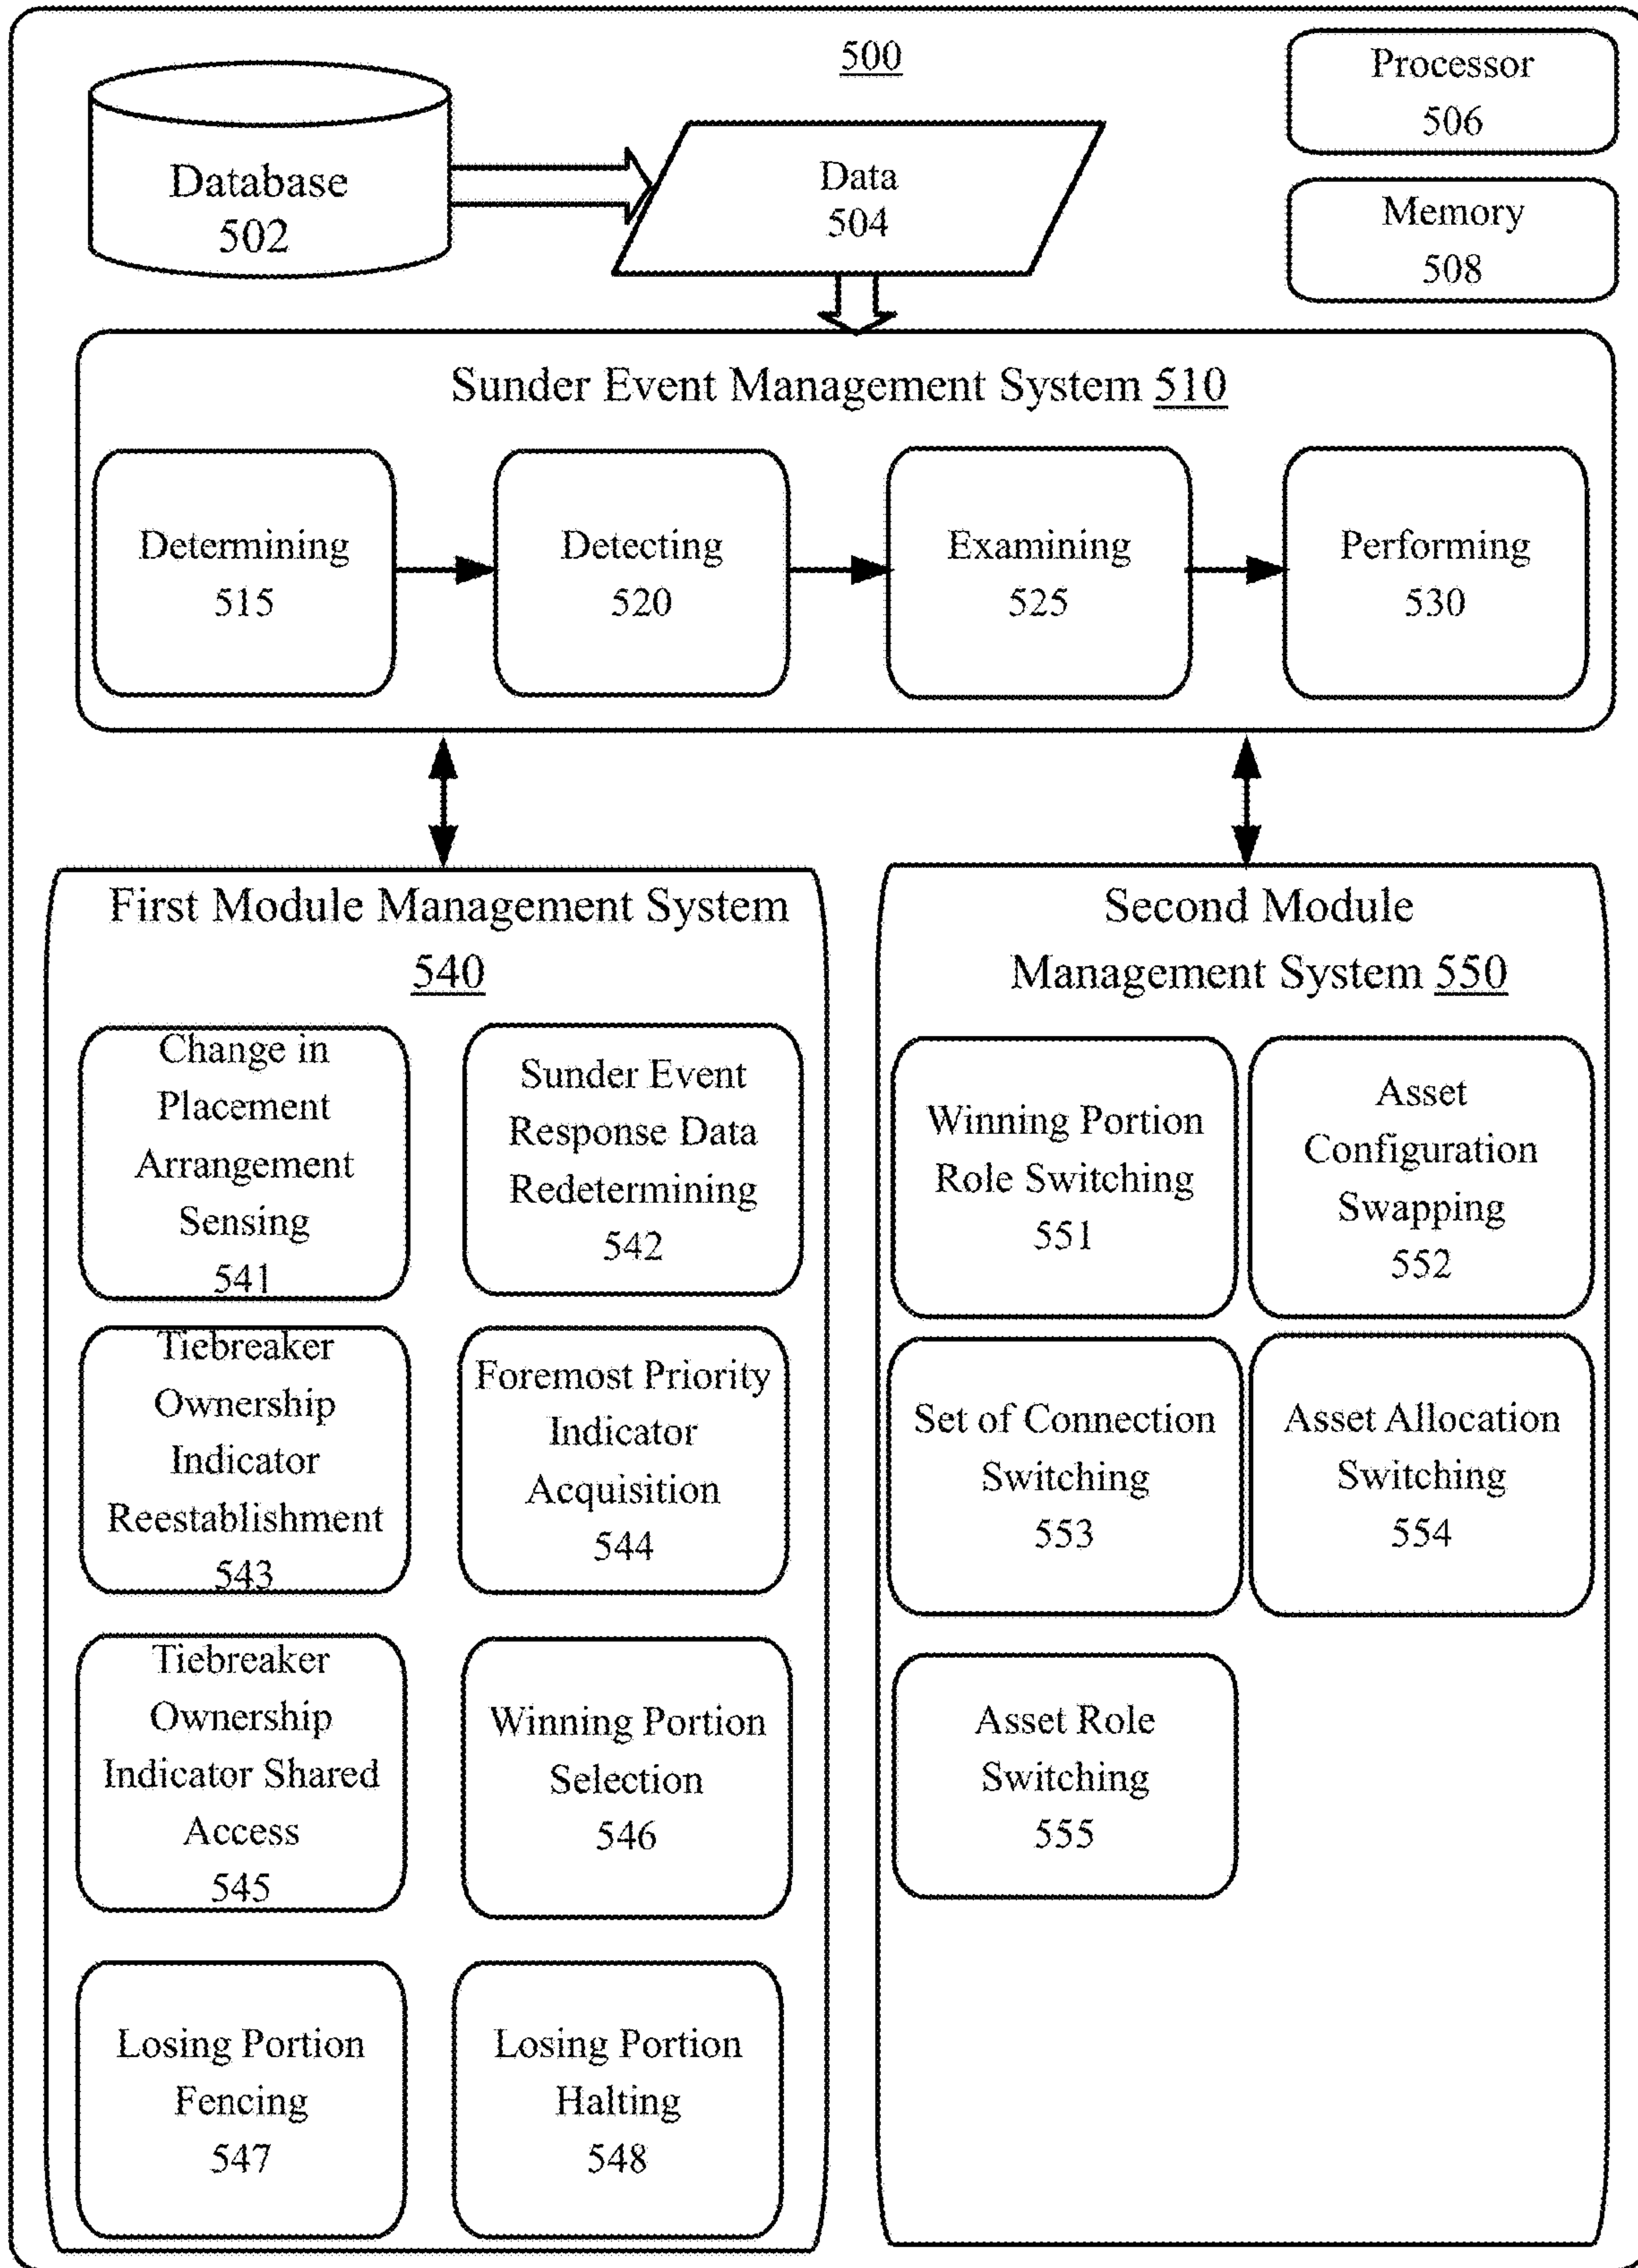 500
Processor
506
Memory
508
Database
502
Data
504
Sunder Event Management System 510
Determining
515
Detecting
520
Examining
525
Performing
530
First Module Management System
540
Change in
Placement
Arrangement
Sensing
541
Sunder Event
Response Data
Redetermining
542
Tiebreaker
Ownership
Indicator
Reestablishment
543
Foremost Priority
Indicator
Acquisition
544
Tiebreaker
Ownership
Indicator Shared
Access
545
Winning Portion
Selection
546
Losing Portion
Fencing
547
Losing Portion
Halting
548
Second Module
Management System 550
Winning Portion
Role Switching
551
Asset
Configuration
Swapping
552
Set of Connection
Switching
553
Asset Allocation
Switching
554
Asset Role
Switching
555